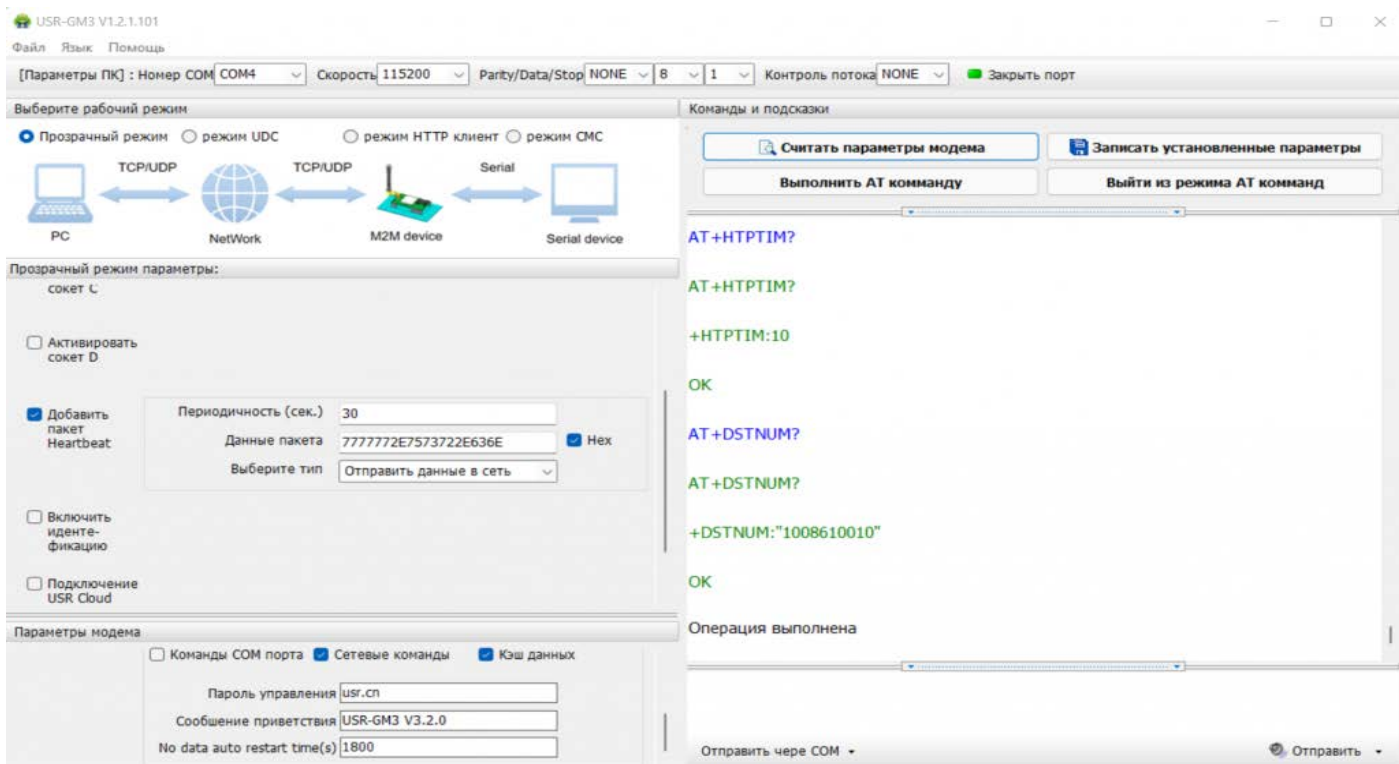 USR-GM3 V1.2.1.101
Файл Язык Помощь
[Параметры ПК] : Номер COM COM4 Скорость 115200 Parity/Data/Stop NONE 8 1 Контроль потока NONE Закрыть порт
Выберите рабочий режим
Прозрачный режим режим UDC режим HTTP клиент режим СМС
TCP/UDP TCP/UDP Serial
PC NetWork M2M device Serial device
Прозрачный режим параметры:
сокет C
Активировать
сокет D
Добавить
пакет
Heartbeat
Периодичность (сек.) 30
Данные пакета 7777772E7573722E636E Hex
Выберите тип Отправить данные в сеть
Включить
иденте-
фикацию
Подключение
USR Cloud
Параметры модема
Команды COM порта Сетевые команды Кэш данных
Пароль управления usr.cn
Сообшение приветствия USR-GM3 V3.2.0
No data auto restart time(s) 1800
Команды и подсказки
Считать параметры модема Записать установленные параметры
Выполнить АТ комманду Выйти из режима АТ комманд
AT+HTPTIM?
AT+HTPTIM?
+HTPTIM:10
OK
AT+DSTNUM?
AT+DSTNUM?
+DSTNUM:"1008610010"
OK
Операция выполнена
Отправить чере COM Отправить